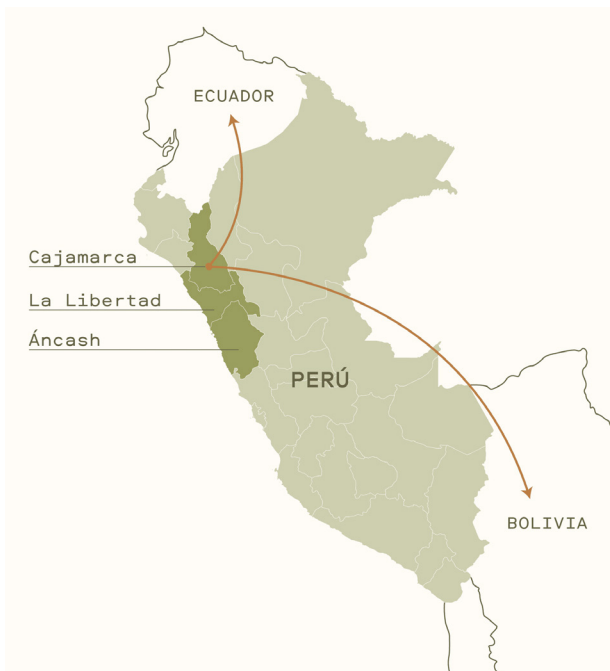 ECUADOR
Cajamarca
La Libertad
Áncash
PERÚ
BOLIVIA